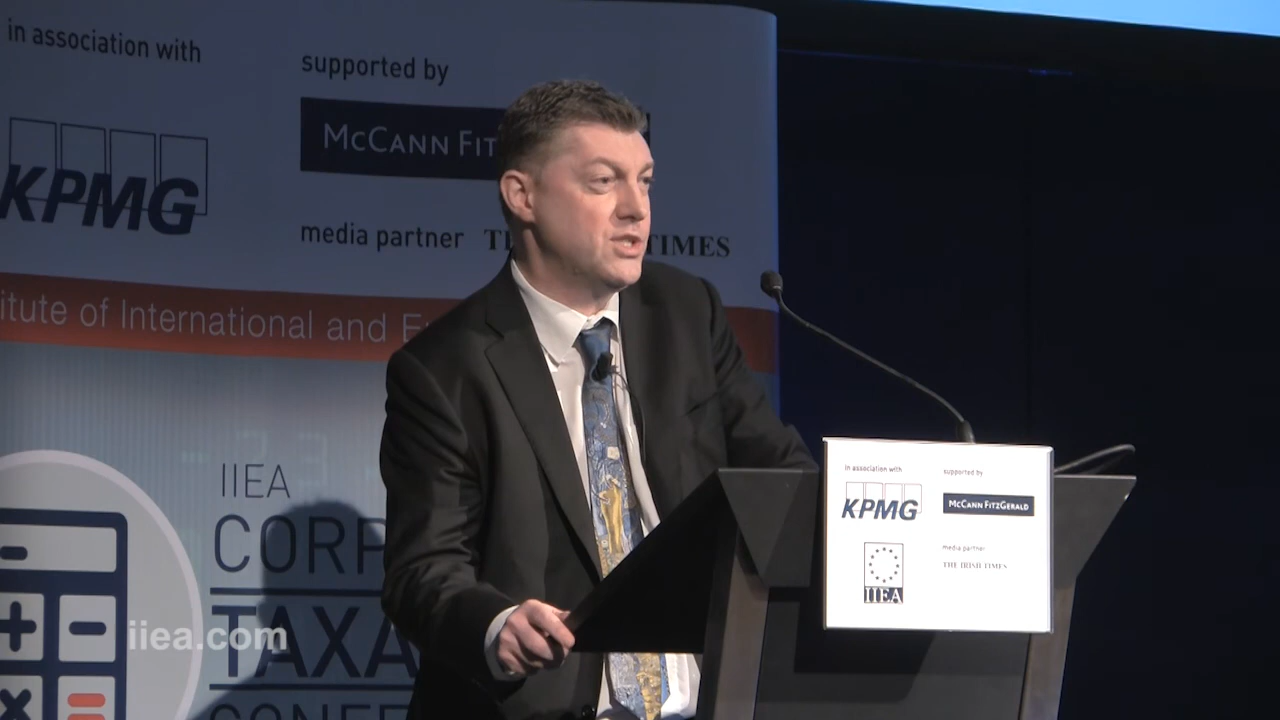 in association with
supported by
KPMG
McCANN FIT
media partner
TIMES
itute of International and E
IIEA
CORP
TAXA
CONFE
iiea.com
in association with
supported by
KPMG
McCANN FITZGERALD
media partner
THE IRISH TIMES
IIEA